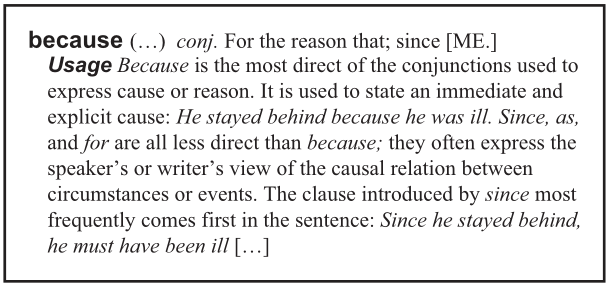 because (…) conj. For the reason that; since [ME.]
Usage Because is the most direct of the conjunctions used to
express cause or reason. It is used to state an immediate and
explicit cause: He stayed behind because he was ill. Since, as,
and for are all less direct than because; they often express the
speaker’s or writer’s view of the causal relation between
circumstances or events. The clause introduced by since most
frequently comes first in the sentence: Since he stayed behind,
he must have been ill […]